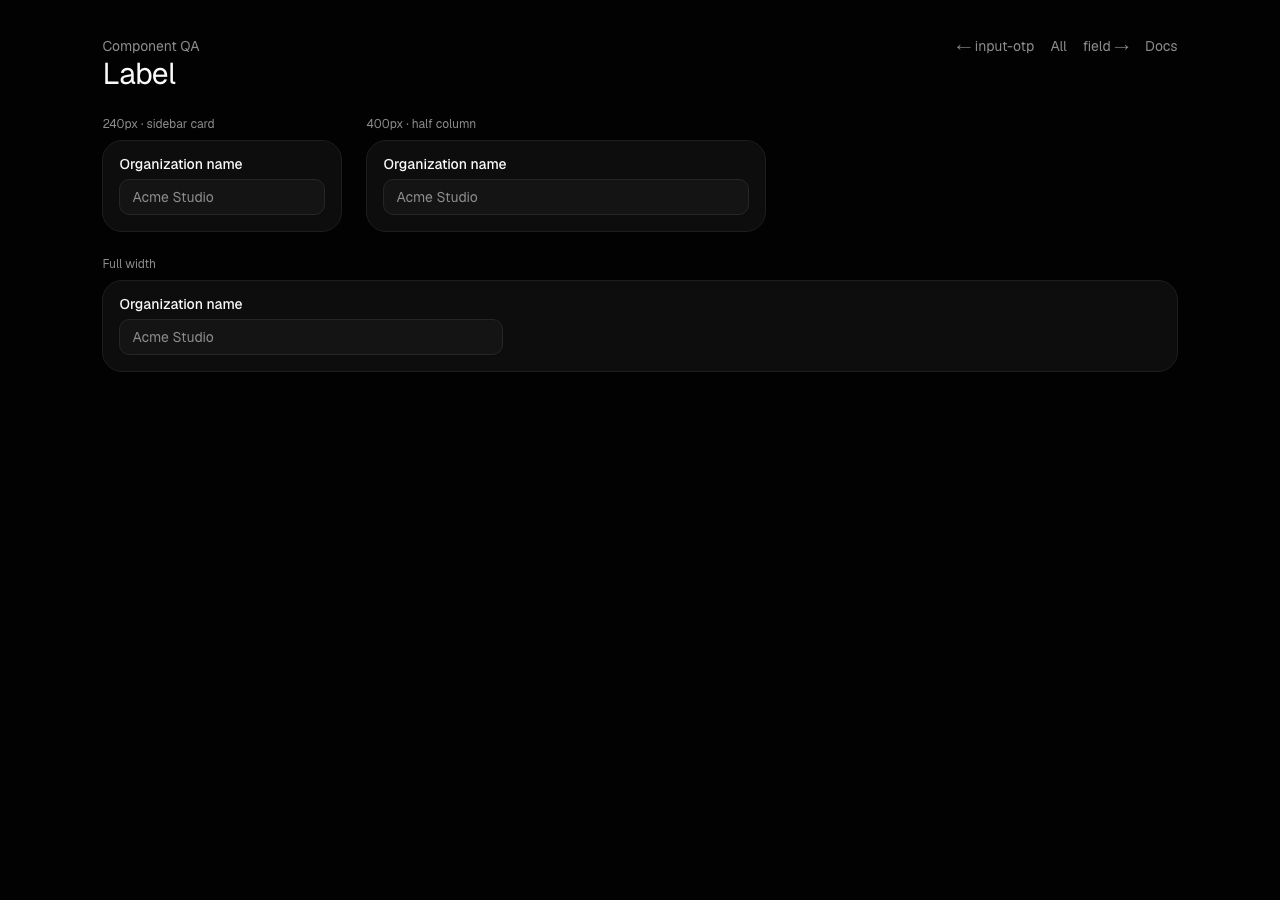 Component QA
← input-otp All field → Docs
Label
240px · sidebar card
400px · half column
Organization name
Acme Studio
Organization name
Acme Studio
Full width
Organization name
Acme Studio